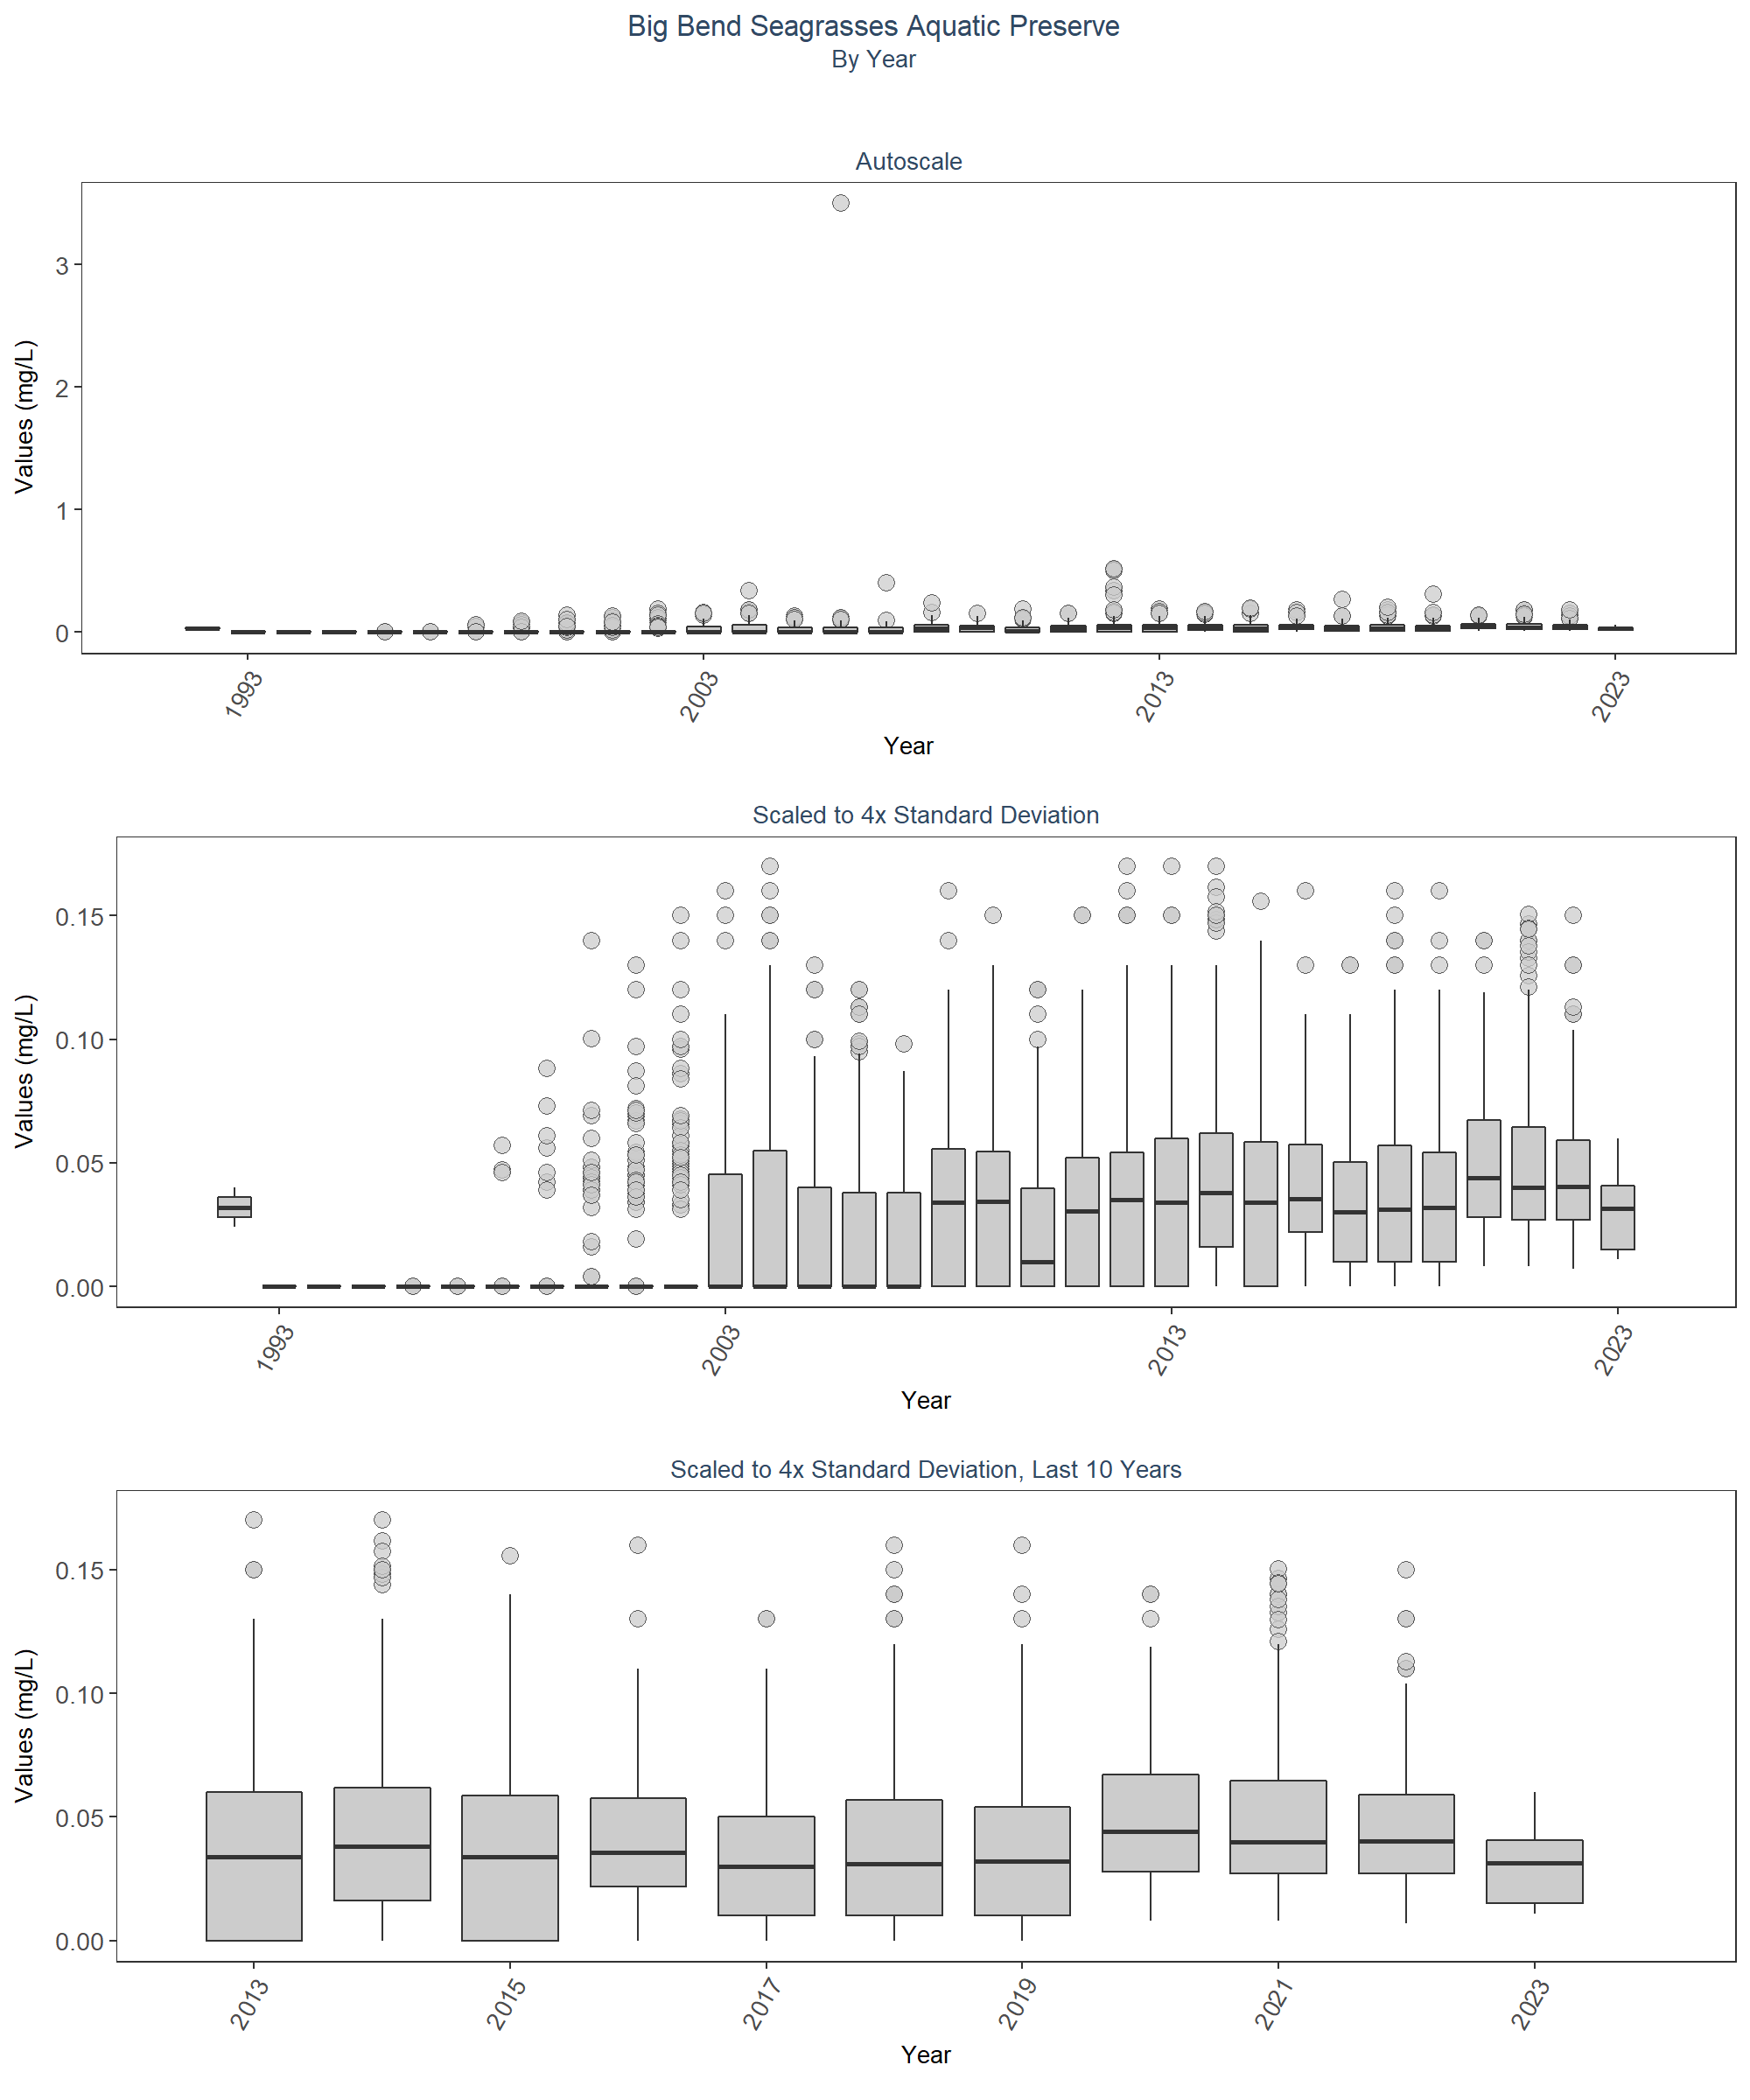 Big Bend Seagrasses Aquatic Preserve
By Year
Autoscale
Values (mg/L)
3
2
1
0
1993
2003
2013
2023
Year
Scaled to 4x Standard Deviation
Values (mg/L)
0.15
0.10
0.05
0.00
1993
2003
2013
2023
Year
Scaled to 4x Standard Deviation, Last 10 Years
Values (mg/L)
0.15
0.10
0.05
0.00
2013
2015
2017
2019
2021
2023
Year